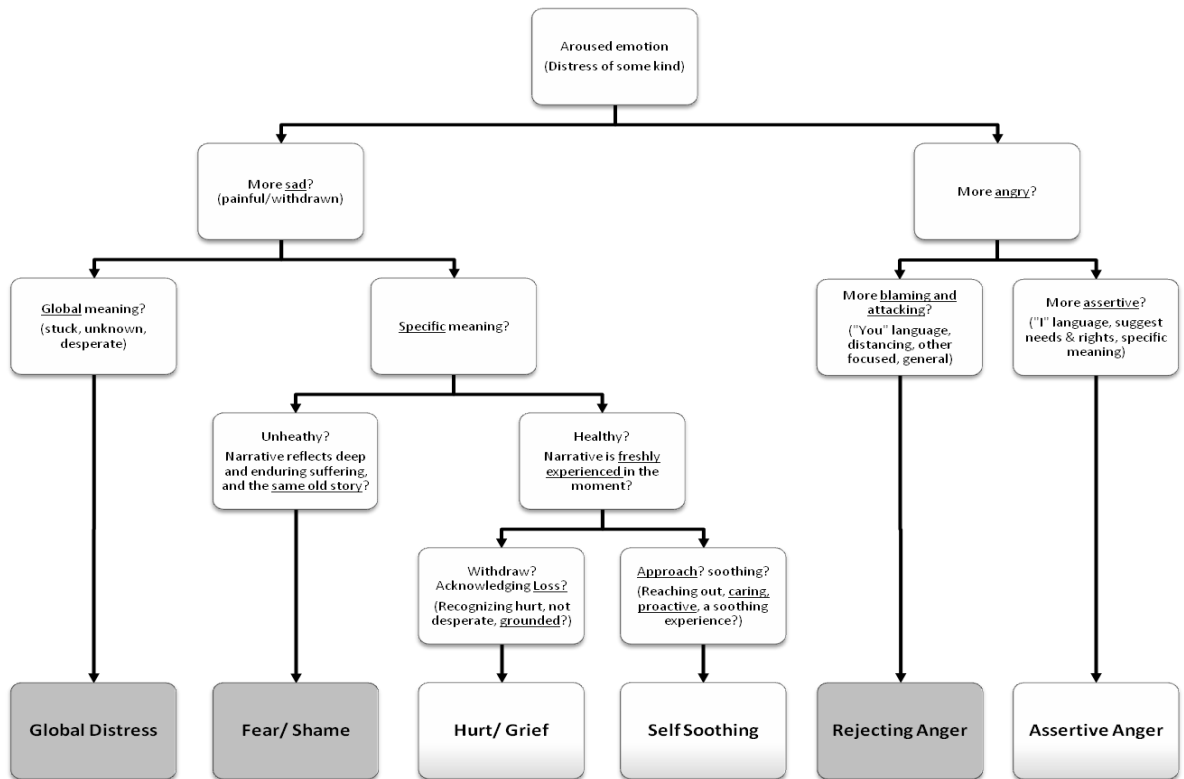 Aroused emotion
(Distress of some kind)
More sad?
(painful/withdrawn)
More angry?
Global meaning?
(stuck, unknown,
desperate)
Specific meaning?
More blaming and
attacking?
("You" language,
distancing, other
focused, general)
More assertive?
("I" language, suggest
needs & rights, specific
meaning)
Unheathy?
Narrative reflects deep
and enduring suffering,
and the same old story?
Healthy?
Narrative is freshly
experienced in the
moment?
Withdraw?
Acknowledging Loss?
(Recognizing hurt, not
desperate, grounded?)
Approach? soothing?
(Reaching out, caring,
proactive, a soothing
experience?)
Global Distress
Fear/ Shame
Hurt/ Grief
Self Soothing
Rejecting Anger
Assertive Anger